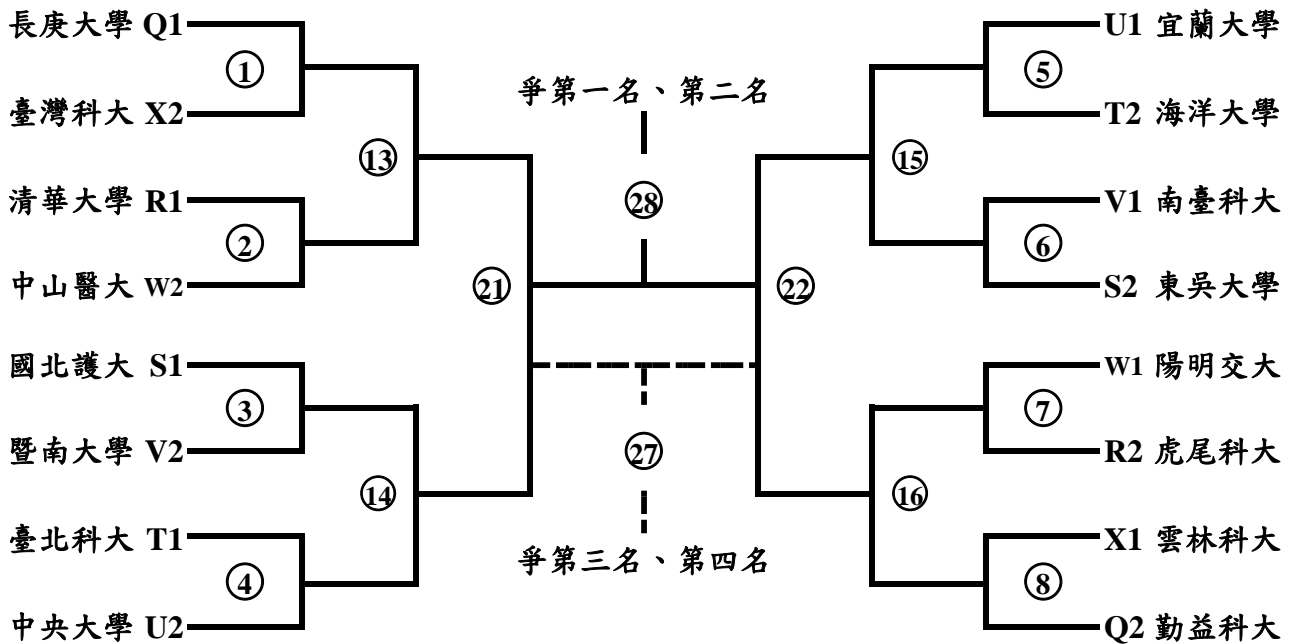 長庚大學 Q1
①
臺灣科大 X2
⑬
清華大學 R1
②
中山醫大 W2
㉑
國北護大 S1
③
暨南大學 V2
⑭
臺北科大 T1
④
中央大學 U2
爭第一名、第二名
㉘
㉗
爭第三名、第四名
U1 宜蘭大學
⑤
T2 海洋大學
⑮
V1 南臺科大
⑥
S2 東吳大學
㉒
W1 陽明交大
⑦
R2 虎尾科大
⑯
X1 雲林科大
⑧
Q2 勤益科大